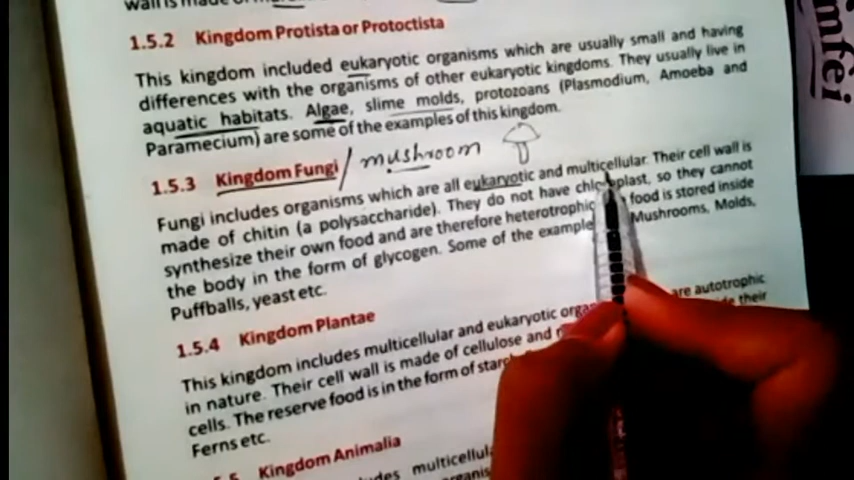 wall is made of
1.5.2 Kingdom Protista or Protoctista
This kingdom included eukaryotic organisms which are usually small and having
differences with the organisms of other eukaryotic kingdoms. They usually live in
aquatic habitats. Algae, slime molds, protozoans (Plasmodium, Amoeba and
Paramecium) are some of the examples of this kingdom.
1.5.3 Kingdom Fungi / mushroom
Fungi includes organisms which are all eukaryotic and multicellular. Their cell wall is
made of chitin (a polysaccharide). They do not have chloroplast, so they cannot
synthesize their own food and are therefore heterotrophic food is stored inside
the body in the form of glycogen. Some of the example Mushrooms, Molds,
Puffballs, yeast etc.
1.5.4 Kingdom Plantae
This kingdom includes multicellular and eukaryotic are autotrophic
in nature. Their cell wall is made of cellulose and their
cells. The reserve food is in the form of
Ferns etc.
Kingdom Animalia
multicellul